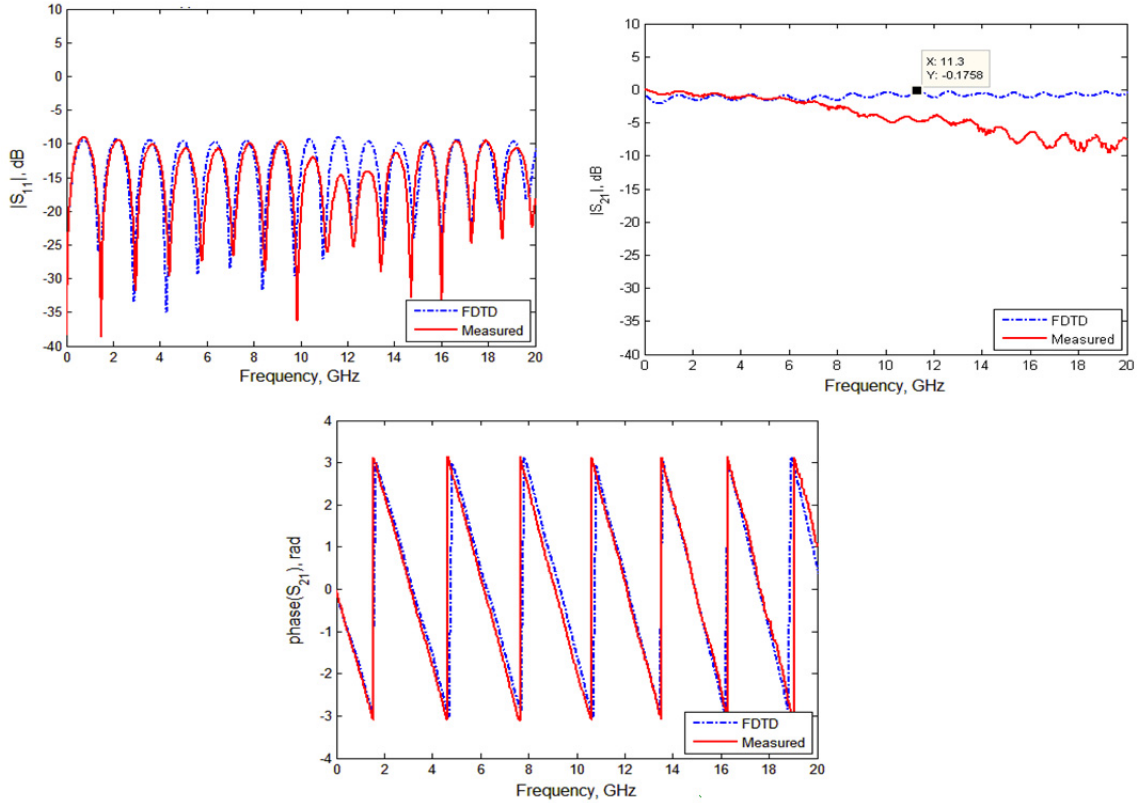 10
5
0
-5
-10
-15
-20
-25
-30
-35
-40
|S11|, dB
0 2 4 6 8 10 12 14 16 18 20
Frequency, GHz
FDTD
Measured
10
5
0
-5
-10
-15
-20
-25
-30
-35
-40
|S21|, dB
X: 11.3
Y: -0.1758
0 2 4 6 8 10 12 14 16 18 20
Frequency, GHz
FDTD
Measured
4
3
2
1
0
-1
-2
-3
-4
phase(S21), rad
0 2 4 6 8 10 12 14 16 18 20
Frequency, GHz
FDTD
Measured